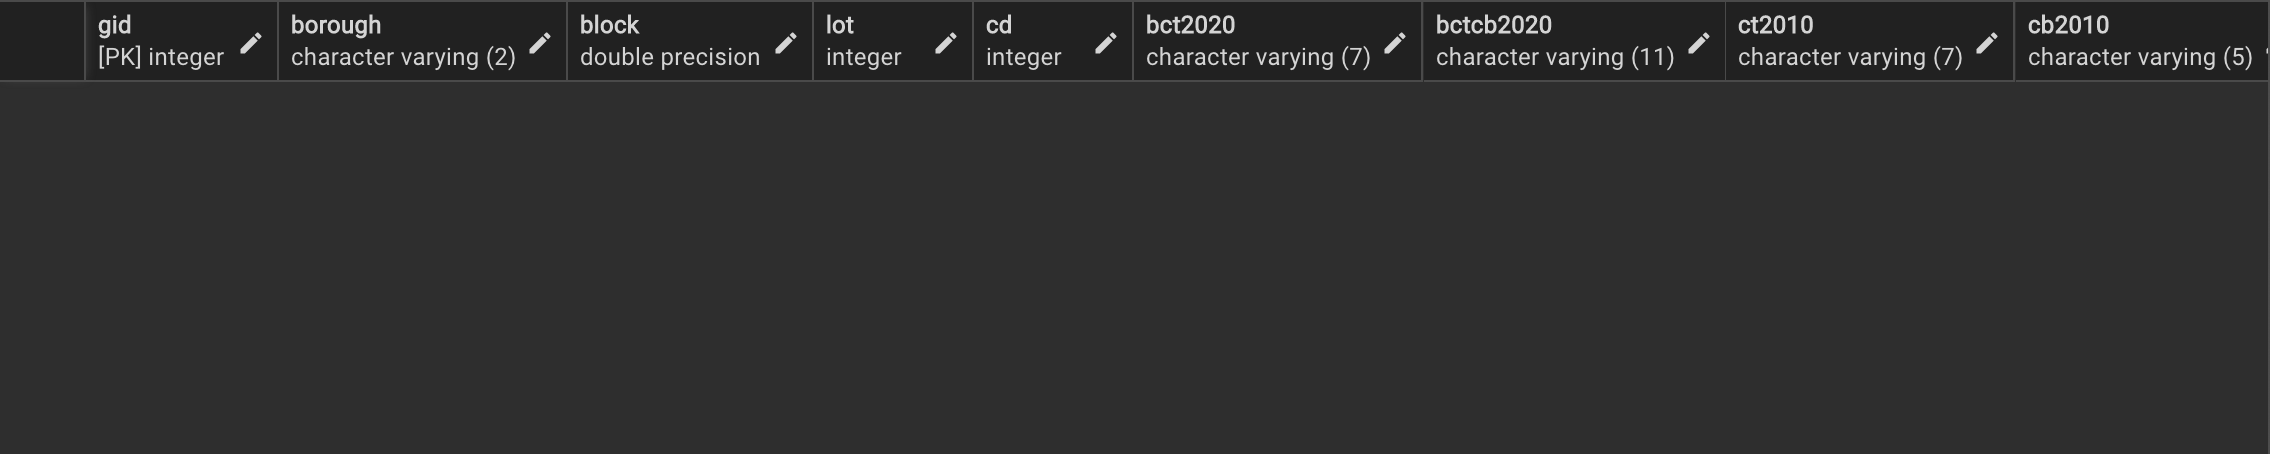 gid borough block lot cd bct2020 bctcb2020 ct2010 cb2010
[PK] integer character varying (2) double precision integer integer character varying (7) character varying (11) character varying (7) character varying (5)